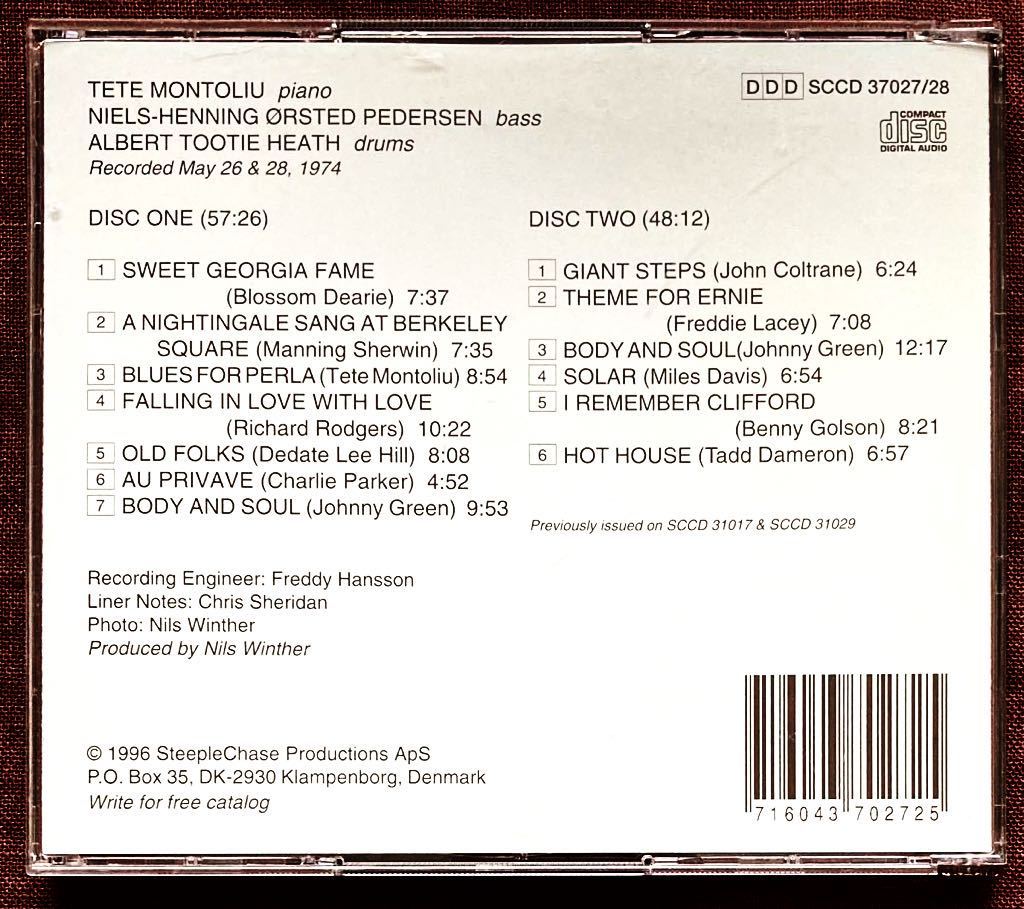 TETE MONTOLIU piano
NIELS-HENNING ØRSTED PEDERSEN bass
ALBERT TOOTIE HEATH drums
Recorded May 26 & 28, 1974
DDD SCCD 37027/28
COMPACT
disc
DIGITAL AUDIO
DISC ONE (57:26)
1 SWEET GEORGIA FAME
(Blossom Dearie) 7:37
2 A NIGHTINGALE SANG AT BERKELEY
SQUARE (Manning Sherwin) 7:35
3 BLUES FOR PERLA (Tete Montoliu) 8:54
4 FALLING IN LOVE WITH LOVE
(Richard Rodgers) 10:22
5 OLD FOLKS (Dedate Lee Hill) 8:08
6 AU PRIVAVE (Charlie Parker) 4:52
7 BODY AND SOUL (Johnny Green) 9:53
DISC TWO (48:12)
1 GIANT STEPS (John Coltrane) 6:24
2 THEME FOR ERNIE
(Freddie Lacey) 7:08
3 BODY AND SOUL(Johnny Green) 12:17
4 SOLAR (Miles Davis) 6:54
5 I REMEMBER CLIFFORD
(Benny Golson) 8:21
6 HOT HOUSE (Tadd Dameron) 6:57
Previously issued on SCCD 31017 & SCCD 31029
Recording Engineer: Freddy Hansson
Liner Notes: Chris Sheridan
Photo: Nils Winther
Produced by Nils Winther
© 1996 SteepleChase Productions ApS
P.O. Box 35, DK-2930 Klampenborg, Denmark
Write for free catalog
716043 702725